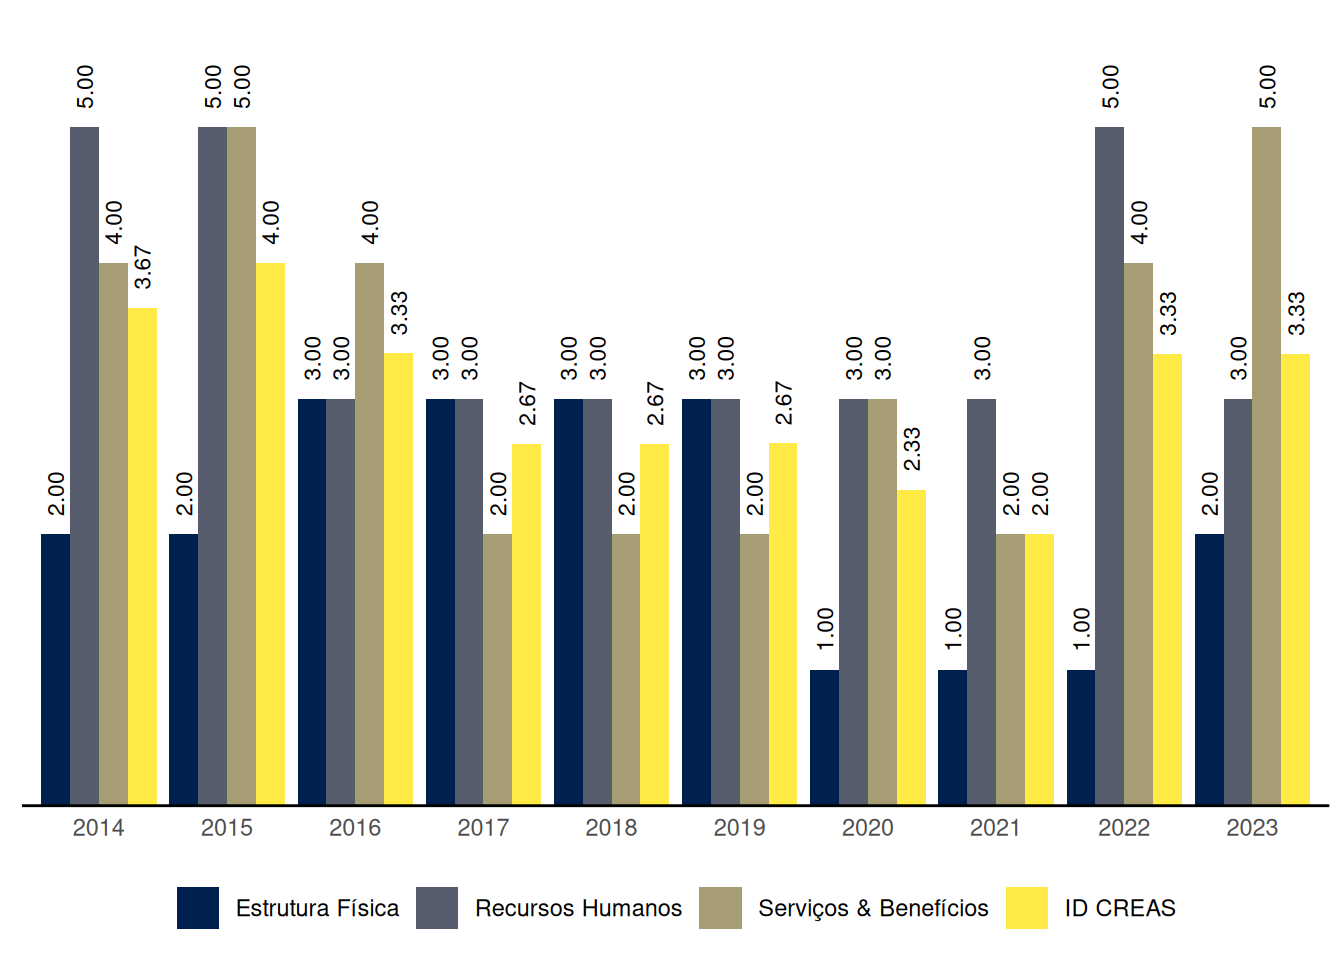 5.00 5.00 5.00 5.00 5.00
4.00 4.00 4.00 4.00
3.67 3.33 3.33 3.33
3.00 3.00 3.00 3.00 3.00 3.00 3.00 3.00 3.00 3.00 3.00 3.00
2.67 2.67 2.67
2.33
2.00 2.00 2.00 2.00 2.00 2.00 2.00 2.00
1.00 1.00 1.00
2014 2015 2016 2017 2018 2019 2020 2021 2022 2023
Estrutura Física Recursos Humanos Serviços & Benefícios ID CREAS